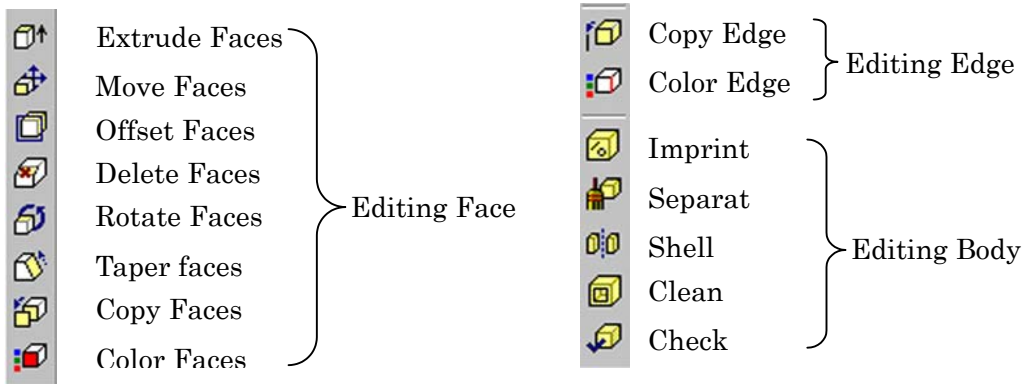 Extrude Faces
Move Faces
Offset Faces
Delete Faces
Rotate Faces
Taper faces
Copy Faces
Color Faces
Editing Face
Copy Edge
Color Edge
Editing Edge
Imprint
Separat
Shell
Clean
Check
Editing Body